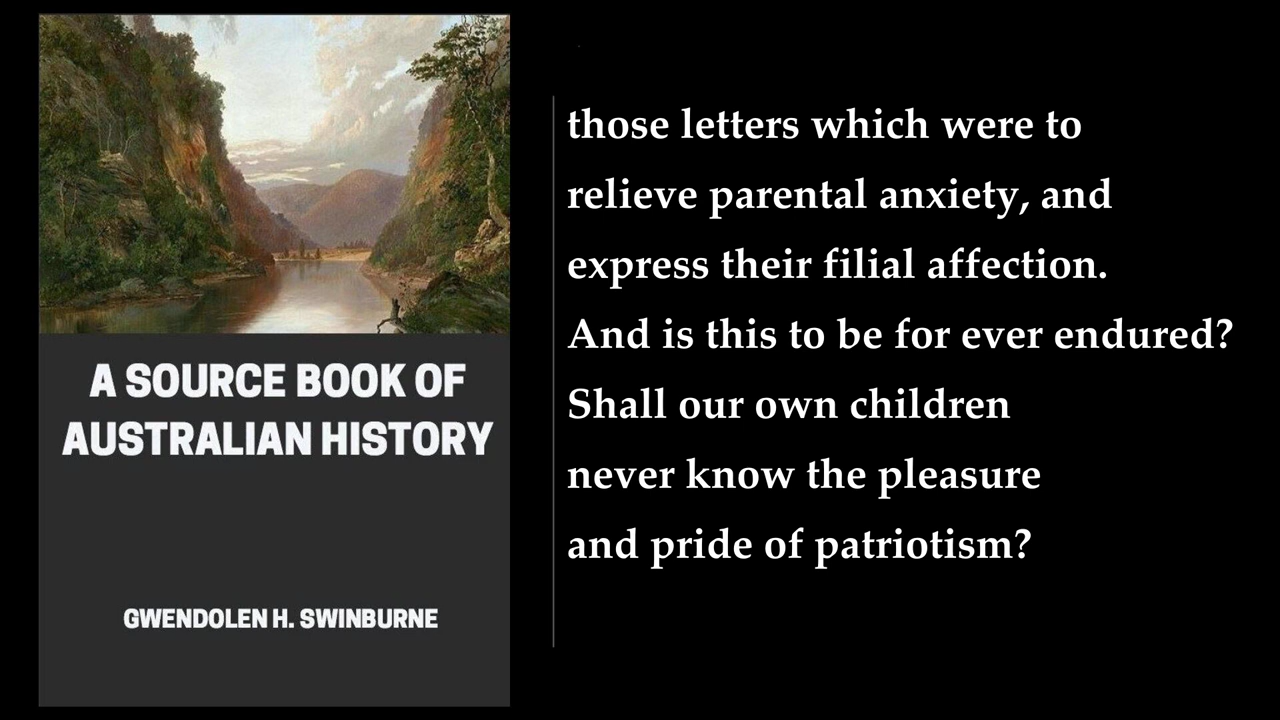 A SOURCE BOOK OF
AUSTRALIAN HISTORY
GWENDOLEN H. SWINBURNE
those letters which were to
relieve parental anxiety, and
express their filial affection.
And is this to be for ever endured?
Shall our own children
never know the pleasure
and pride of patriotism?